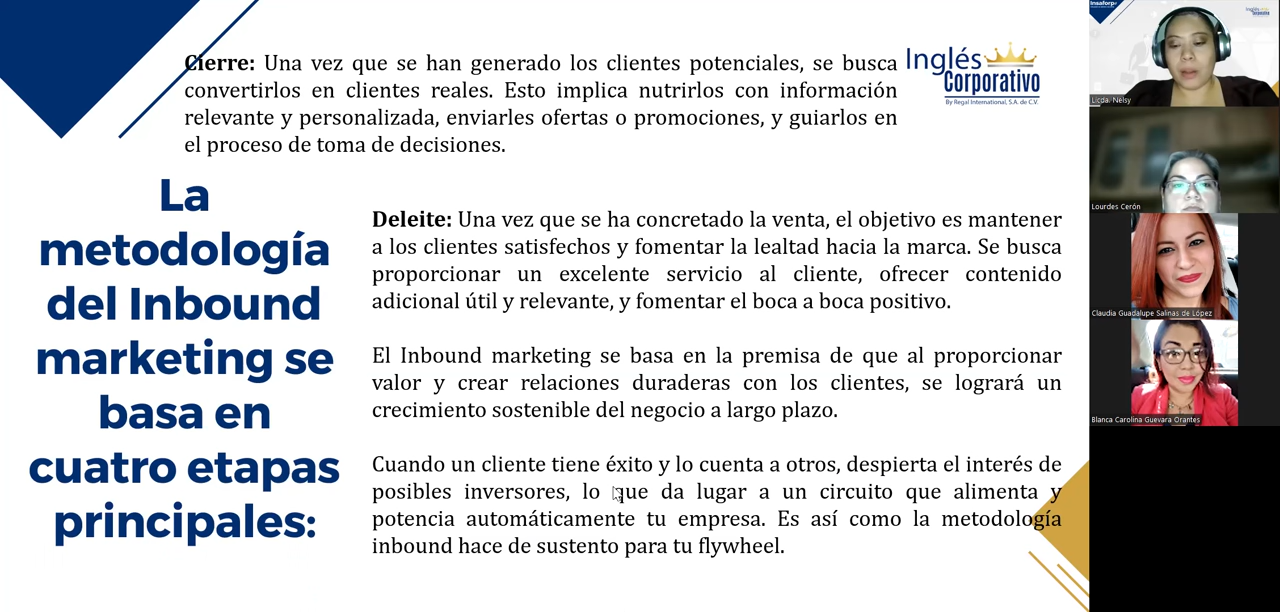 Cierre: Una vez que se han generado los clientes potenciales, se busca
convertirlos en clientes reales. Esto implica nutrirlos con información
relevante y personalizada, enviarles ofertas o promociones, y guiarlos en
el proceso de toma de decisiones.
Inglés
Corporativo
By Regal International, S.A. de C.V.
La
metodología
del Inbound
marketing se
basa en
cuatro etapas
principales:
Deleite: Una vez que se ha concretado la venta, el objetivo es mantener
a los clientes satisfechos y fomentar la lealtad hacia la marca. Se busca
proporcionar un excelente servicio al cliente, ofrecer contenido
adicional útil y relevante, y fomentar el boca a boca positivo.
El Inbound marketing se basa en la premisa de que al proporcionar
valor y crear relaciones duraderas con los clientes, se logrará un
crecimiento sostenible del negocio a largo plazo.
Cuando un cliente tiene éxito y lo cuenta a otros, despierta el interés de
posibles inversores, lo que da lugar a un circuito que alimenta y
potencia automáticamente tu empresa. Es así como la metodología
inbound hace de sustento para tu flywheel.
Insaforp
Licda. Nelsy
Lourdes Cerón
Claudia Guadalupe Salinas de López
Blanca Carolina Guevara Orantes